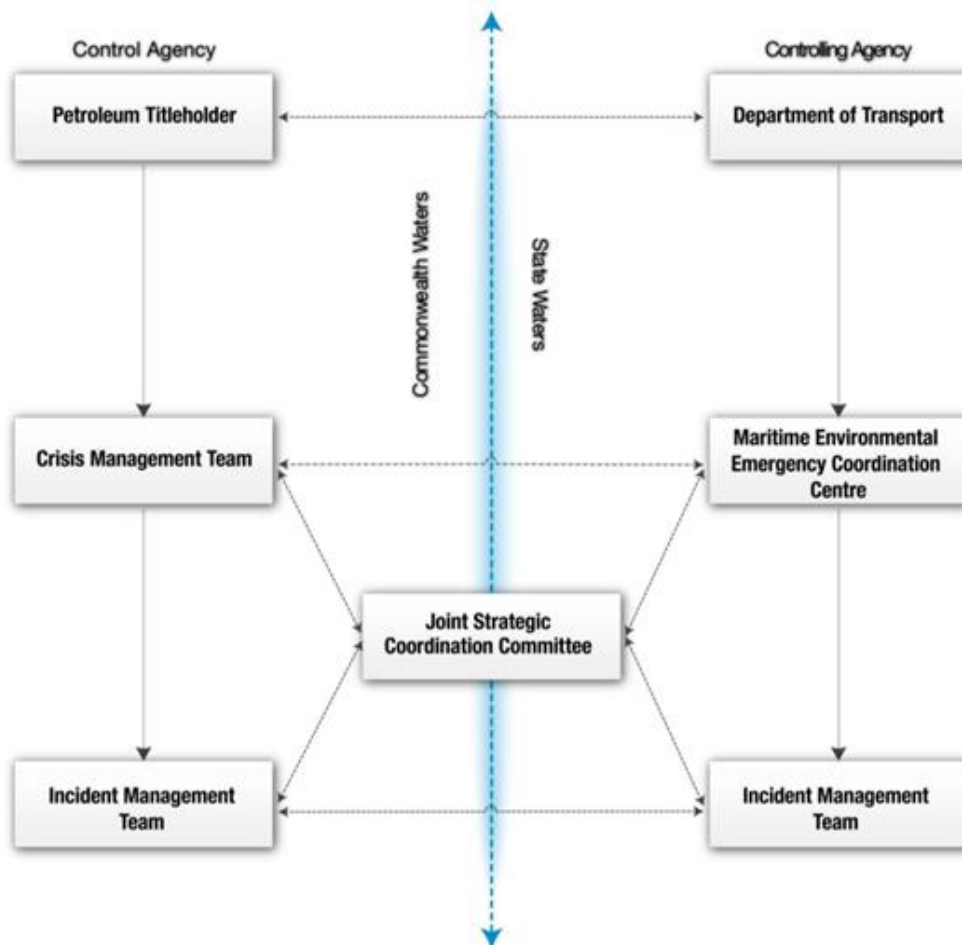 Control Agency
Controlling Agency
Petroleum Titleholder
Department of Transport
Commonwealth Waters
State Waters
Crisis Management Team
Maritime Environmental
Emergency Coordination
Centre
Joint Strategic
Coordination Committee
Incident Management
Team
Incident Management
Team